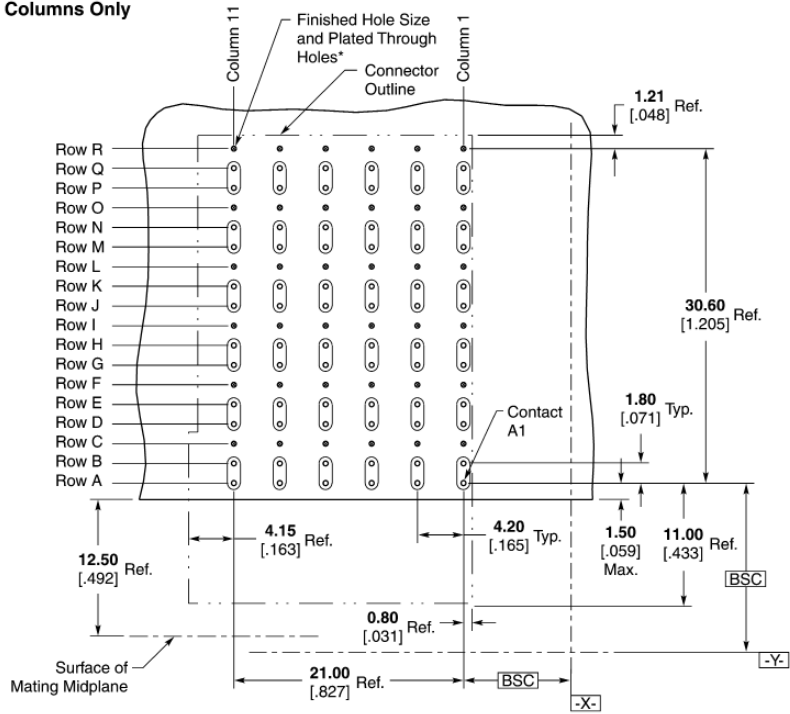 Columns Only
Column 11
Finished Hole Size
and Plated Through
Holes*
Connector
Outline
Column 1
1.21
[.048]
Ref.
Row R
Row Q
Row P
Row O
Row N
Row M
Row L
Row K
Row J
Row I
Row H
Row G
Row F
Row E
Row D
Row C
Row B
Row A
30.60
[1.205]
Ref.
1.80
[.071]
Typ.
Contact
A1
12.50
[.492]
Ref.
4.15
[.163]
Ref.
4.20
[.165]
Typ.
1.50
[.059]
Max.
11.00
[.433]
Ref.
BSC
0.80
[.031]
Ref.
Surface of
Mating Midplane
21.00
[.827]
Ref.
BSC
-Y-
-X-